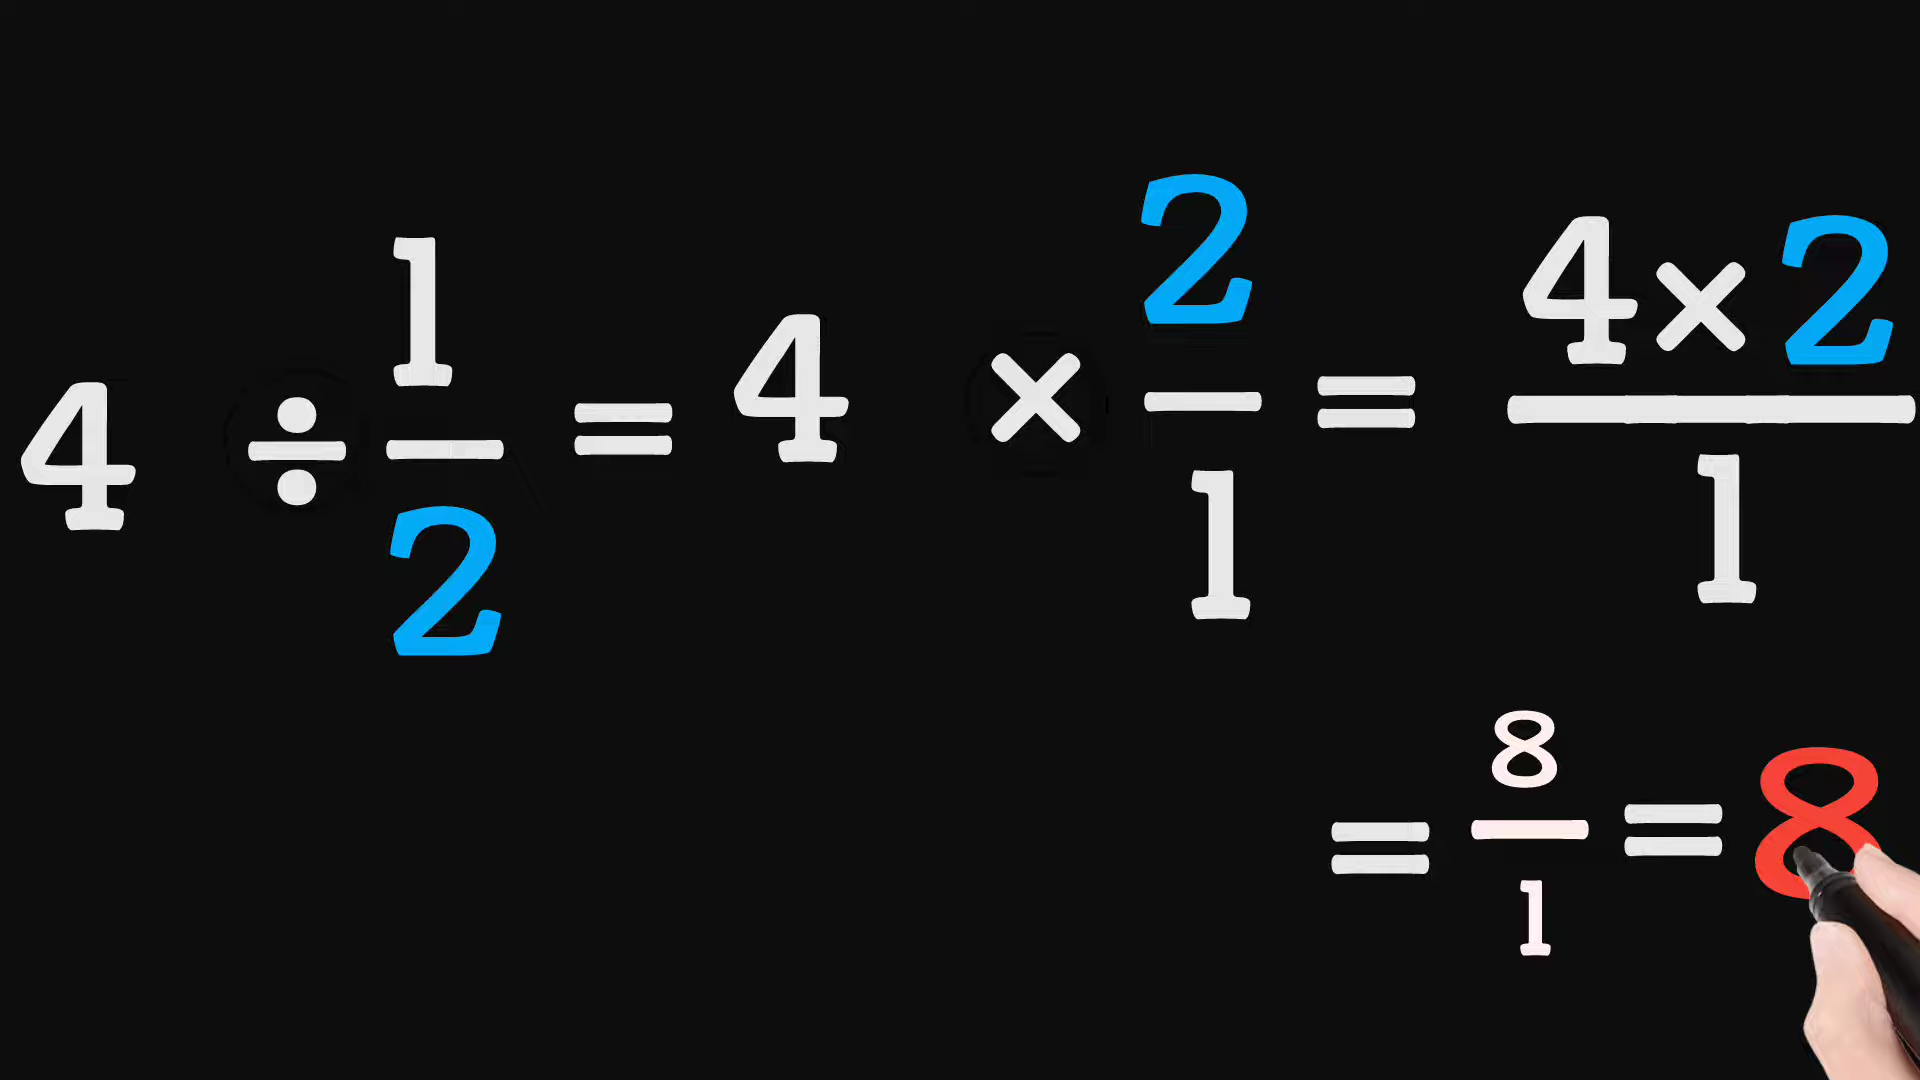 4 ÷ 1/2 = 4 × 2/1 = 4×2/1
= 8/1 = 8